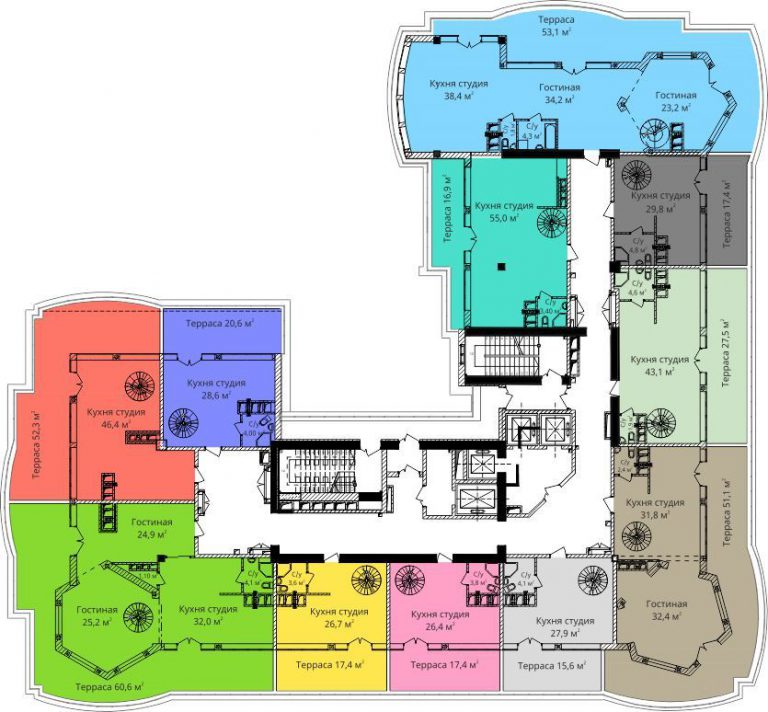 Терраса
53,1 м²
Кухня студия
38,4 м²
Гостиная
34,2 м²
Гостиная
23,2 м²
С/у
С/у
4,3 м²
Терраса 16,9 м²
Кухня студия
55,0 м²
3,40 м²
Кухня студия
29,8 м²
Терраса 17,4 м²
С/у
4,8 м²
С/у
4,6 м²
Кухня студия
43,1 м²
Терраса 27,5 м²
Терраса 20,6 м²
Кухня студия
28,6 м²
С/у
4,00 м²
Кухня студия
46,4 м²
Терраса 52,3 м²
С/у
2,4 м²
Кухня студия
31,8 м²
Терраса 51,1 м²
Гостиная
32,4 м²
Гостиная
24,9 м²
Гостиная
25,2 м²
С/у
4,1 м²
Кухня студия
32,0 м²
Терраса 60,6 м²
С/у
3,6 м²
Кухня студия
26,7 м²
Терраса 17,4 м²
С/у
3,8 м²
Кухня студия
26,4 м²
Терраса 17,4 м²
С/у
4,1 м²
Кухня студия
27,9 м²
Терраса 15,6 м²